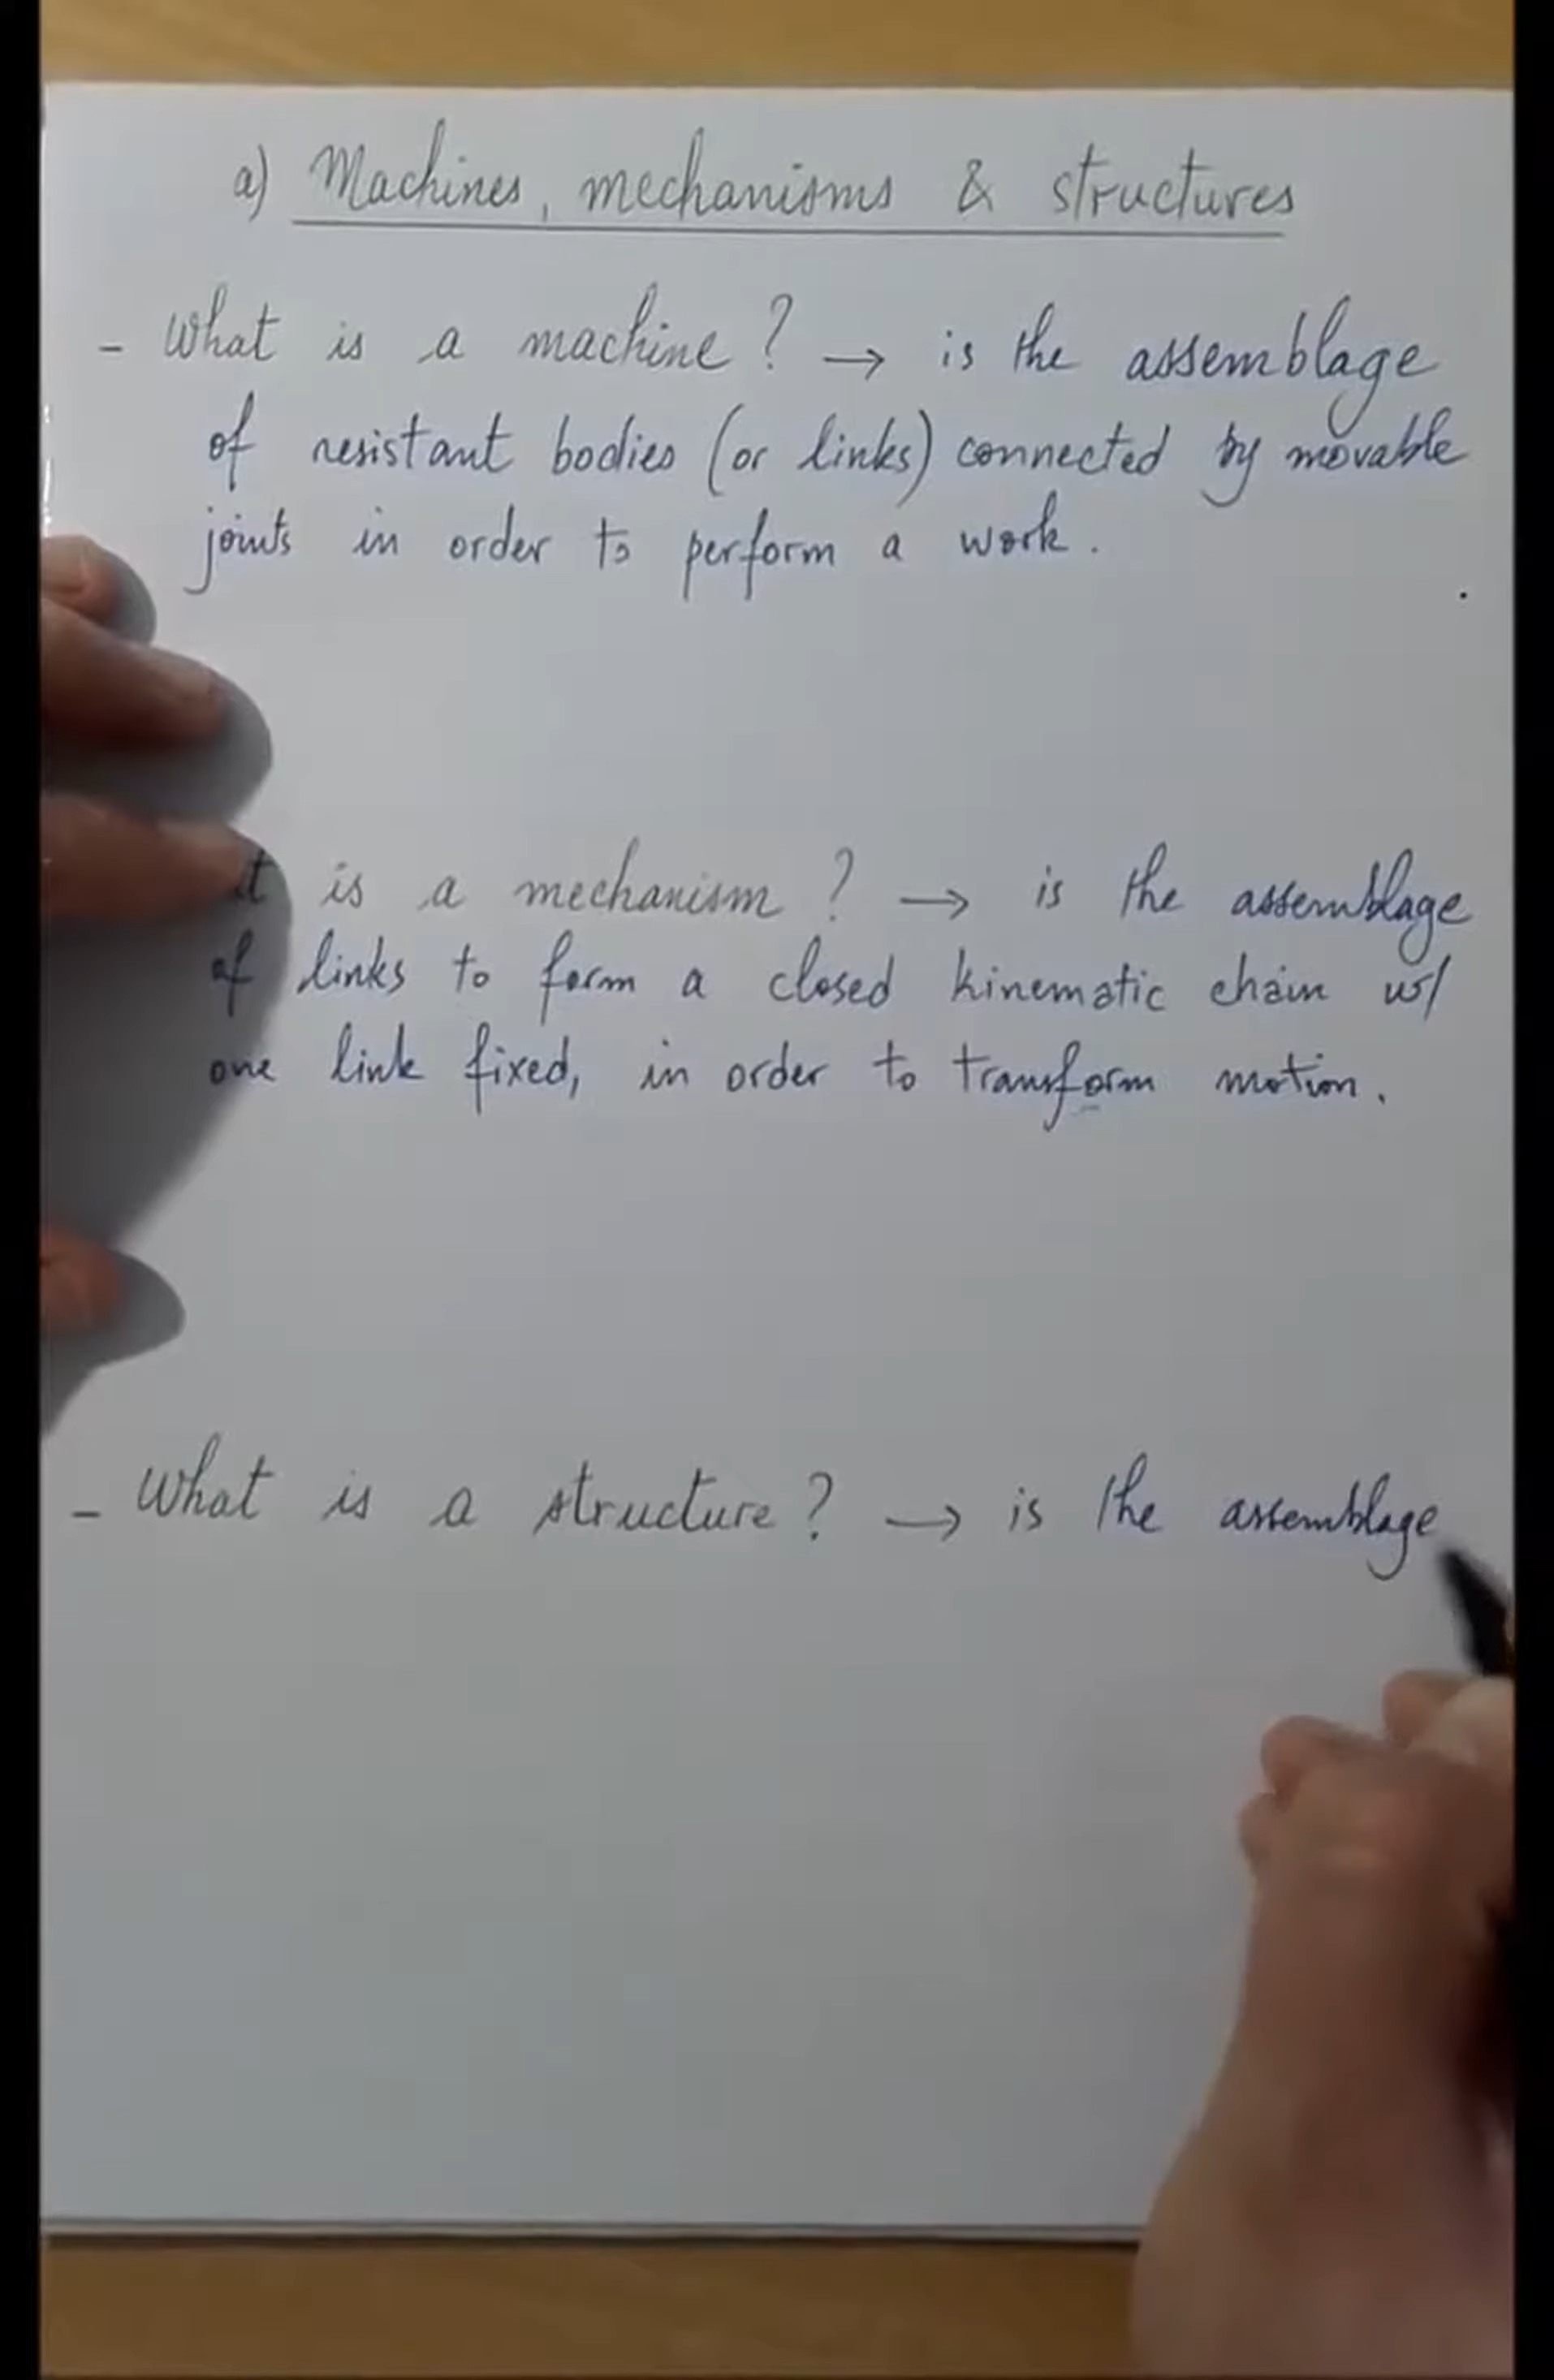 a) Machines, mechanisms & structures
- What is a machine? → is the assemblage
of resistant bodies (or links) connected by movable
joints in order to perform a work.
is a mechanism? → is the assemblage
of links to form a closed kinematic chain w/
one link fixed, in order to transform motion.
- What is a structure? → is the assemblage